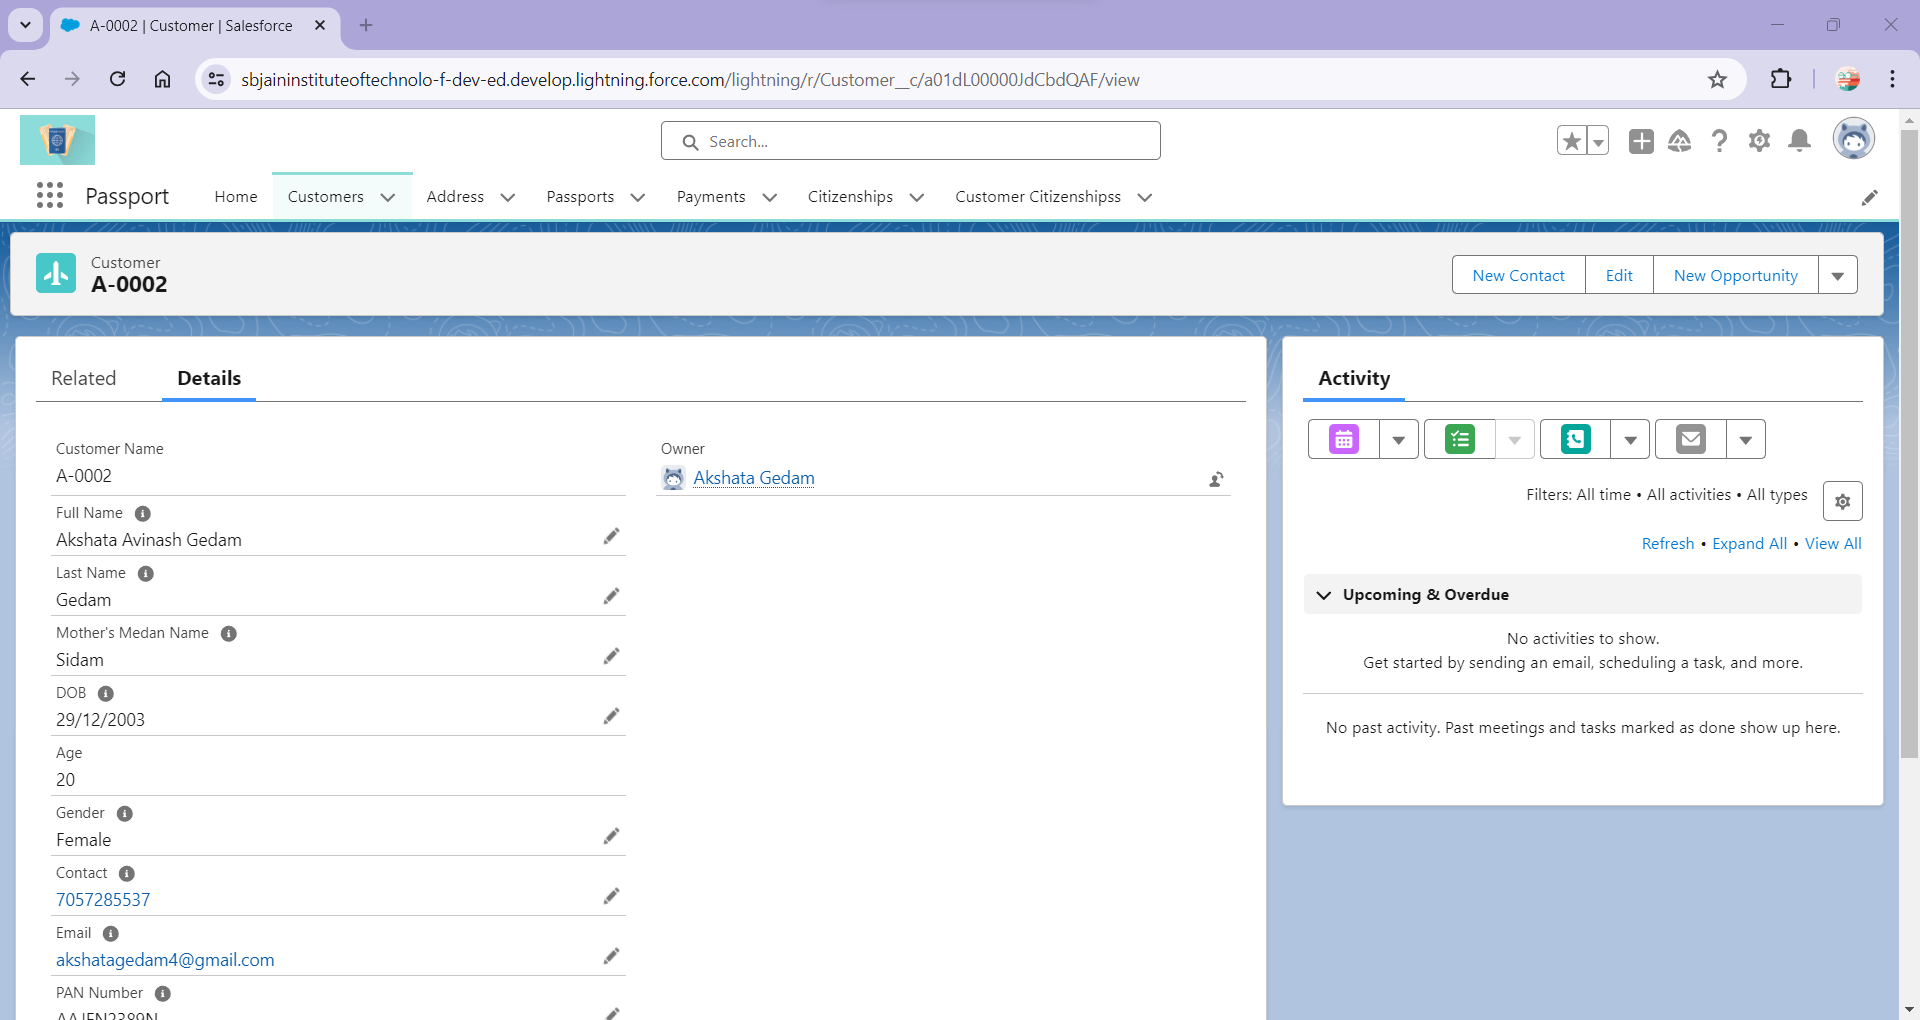 A-0002 | Customer | Salesforce
sbjaininstituteoftechnolo-f-dev-ed.develop.lightning.force.com/lightning/r/Customer__c/a01dL00000JdCbdQAF/view
Search...
Passport
Home
Customers
Address
Passports
Payments
Citizenships
Customer Citizenshipss
Customer
A-0002
New Contact
Edit
New Opportunity
Related
Details
Customer Name
A-0002
Owner
Akshata Gedam
Full Name
Akshata Avinash Gedam
Last Name
Gedam
Mother's Medan Name
Sidam
DOB
29/12/2003
Age
20
Gender
Female
Contact
7057285537
Email
akshatagedam4@gmail.com
PAN Number
Activity
Filters: All time • All activities • All types
Refresh • Expand All • View All
Upcoming & Overdue
No activities to show.
Get started by sending an email, scheduling a task, and more.
No past activity. Past meetings and tasks marked as done show up here.